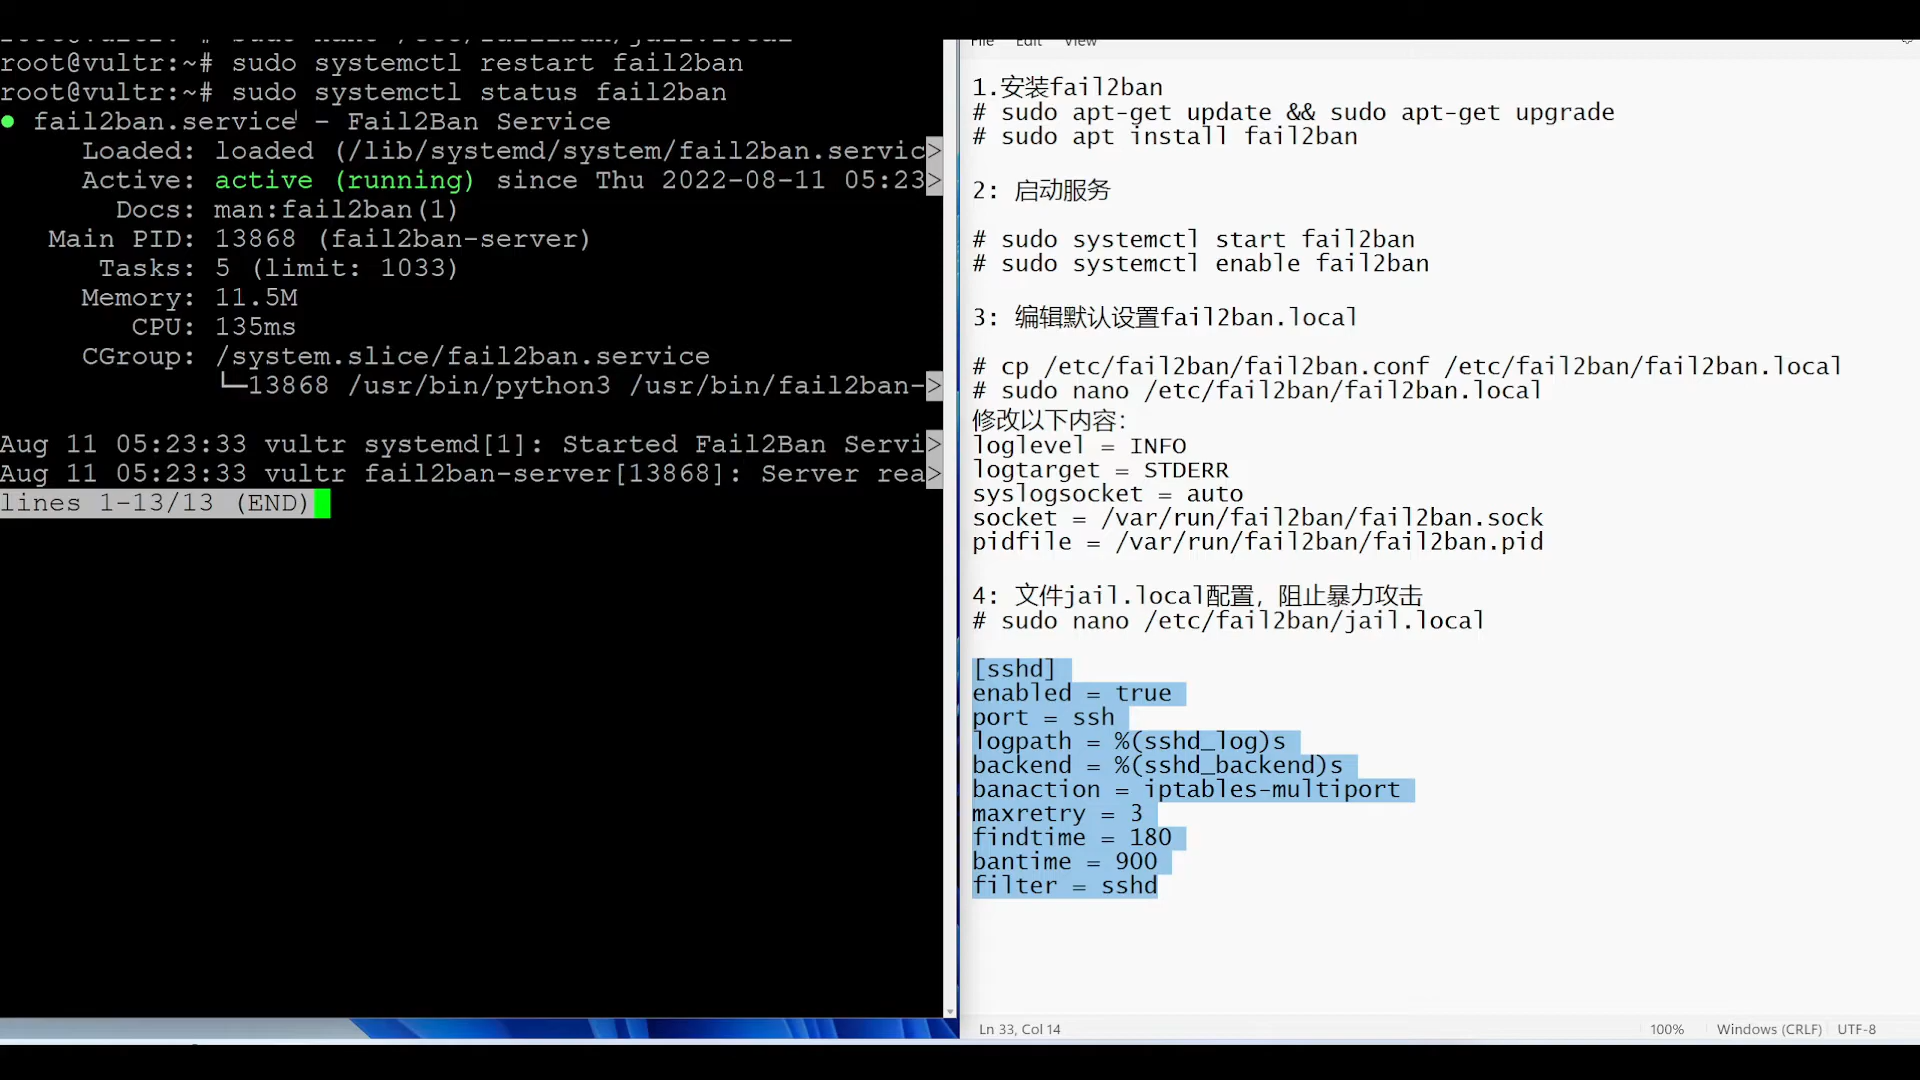 root@vultr:~# sudo nano /etc/fail2ban/jail.local
root@vultr:~# sudo systemctl restart fail2ban
root@vultr:~# sudo systemctl status fail2ban
● fail2ban.service - Fail2Ban Service
Loaded: loaded (/lib/systemd/system/fail2ban.servic>
Active: active (running) since Thu 2022-08-11 05:23>
Docs: man:fail2ban(1)
Main PID: 13868 (fail2ban-server)
Tasks: 5 (limit: 1033)
Memory: 11.5M
CPU: 135ms
CGroup: /system.slice/fail2ban.service
└─13868 /usr/bin/python3 /usr/bin/fail2ban->
Aug 11 05:23:33 vultr systemd[1]: Started Fail2Ban Servi>
Aug 11 05:23:33 vultr fail2ban-server[13868]: Server rea>
lines 1-13/13 (END)
File Edit View
1.安装fail2ban
# sudo apt-get update && sudo apt-get upgrade
# sudo apt install fail2ban
2: 启动服务
# sudo systemctl start fail2ban
# sudo systemctl enable fail2ban
3: 编辑默认设置fail2ban.local
# cp /etc/fail2ban/fail2ban.conf /etc/fail2ban/fail2ban.local
# sudo nano /etc/fail2ban/fail2ban.local
修改以下内容:
loglevel = INFO
logtarget = STDERR
syslogsocket = auto
socket = /var/run/fail2ban/fail2ban.sock
pidfile = /var/run/fail2ban/fail2ban.pid
4: 文件jail.local配置，阻止暴力攻击
# sudo nano /etc/fail2ban/jail.local
[sshd]
enabled = true
port = ssh
logpath = %(sshd_log)s
backend = %(sshd_backend)s
banaction = iptables-multiport
maxretry = 3
findtime = 180
bantime = 900
filter = sshd
Ln 33, Col 14 100% Windows (CRLF) UTF-8